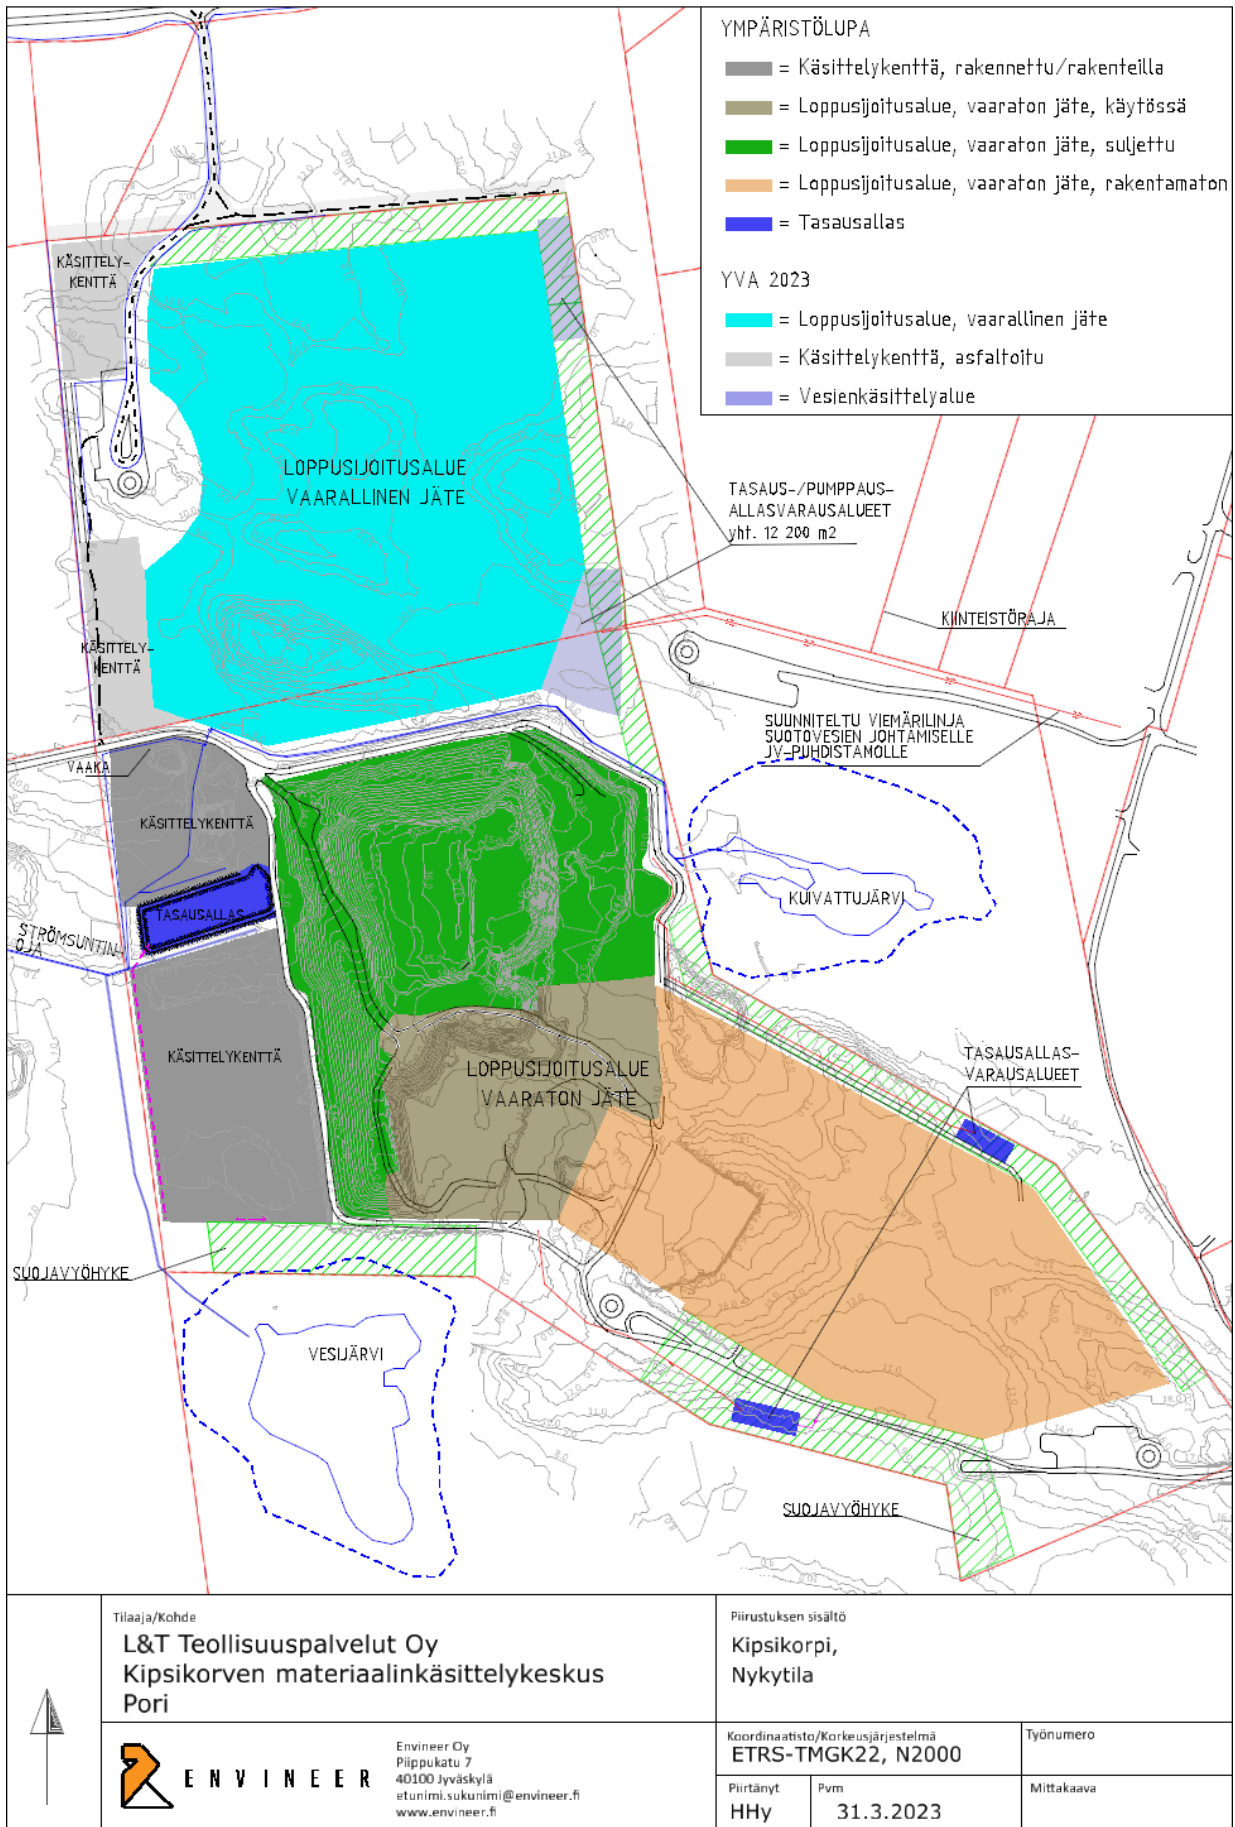 YMPÄRISTÖLUPA
= Käsittelykenttä, rakennettu/rakenteilla
= Loppusijoitusalue, vaaraton jäte, käytössä
= Loppusijoitusalue, vaaraton jäte, suljettu
= Loppusijoitusalue, vaaraton jäte, rakentamaton
= Tasausallas
YVA 2023
= Loppusijoitusalue, vaarallinen jäte
= Käsittelykenttä, asfaltoitu
= Vesienkäsittelyalue
KÄSITTELY-
KENTTÄ
LOPPUSIJOITUSALUE
VAARALLINEN JÄTE
TASAUS-/PUMPPAUS-
ALLASVARAUSALUEET
yht. 12 200 m2
KIINTEISTÖRAJA
KÄSITTELY-
KENTTÄ
SUUNNITELTU VIEMÄRILINJA
SUOTOVESIEN JOHTAMISELLE
JV-PUHDISTAMOLLE
VAAKA
KÄSITTELYKENTTÄ
KUIVATTUJÄRVI
TASAUSALLAS
STRÖMSUNTIN-
OJA
KÄSITTELYKENTTÄ
LOPPUSIJOITUSALUE
VAARATON JÄTE
TASAUSALLAS-
VARAUSALUEET
SUOJAVYÖHYKE
VESIJÄRVI
SUOJAVYÖHYKE
Tilaaja/Kohde
L&T Teollisuuspalvelut Oy
Kipsikorven materiaalinkäsittelykeskus
Pori
Piirustuksen sisältö
Kipsikorpi,
Nykytila
ENVINEER
Envineer Oy
Piippukatu 7
40100 Jyväskylä
etunimi.sukunimi@envineer.fi
www.envineer.fi
Koordinaatisto/Korkeusjärjestelmä
ETRS-TMGK22, N2000
Työnumero
Piirtänyt
HHy
Pvm
31.3.2023
Mittakaava